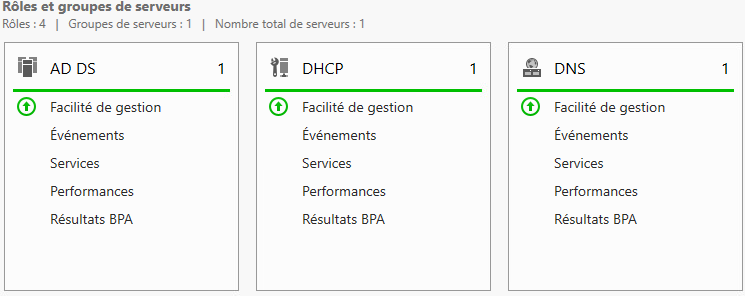 Rôles et groupes de serveurs
Rôles : 4 | Groupes de serveurs : 1 | Nombre total de serveurs : 1
AD DS 1
Facilité de gestion
Événements
Services
Performances
Résultats BPA
DHCP 1
Facilité de gestion
Événements
Services
Performances
Résultats BPA
DNS 1
Facilité de gestion
Événements
Services
Performances
Résultats BPA